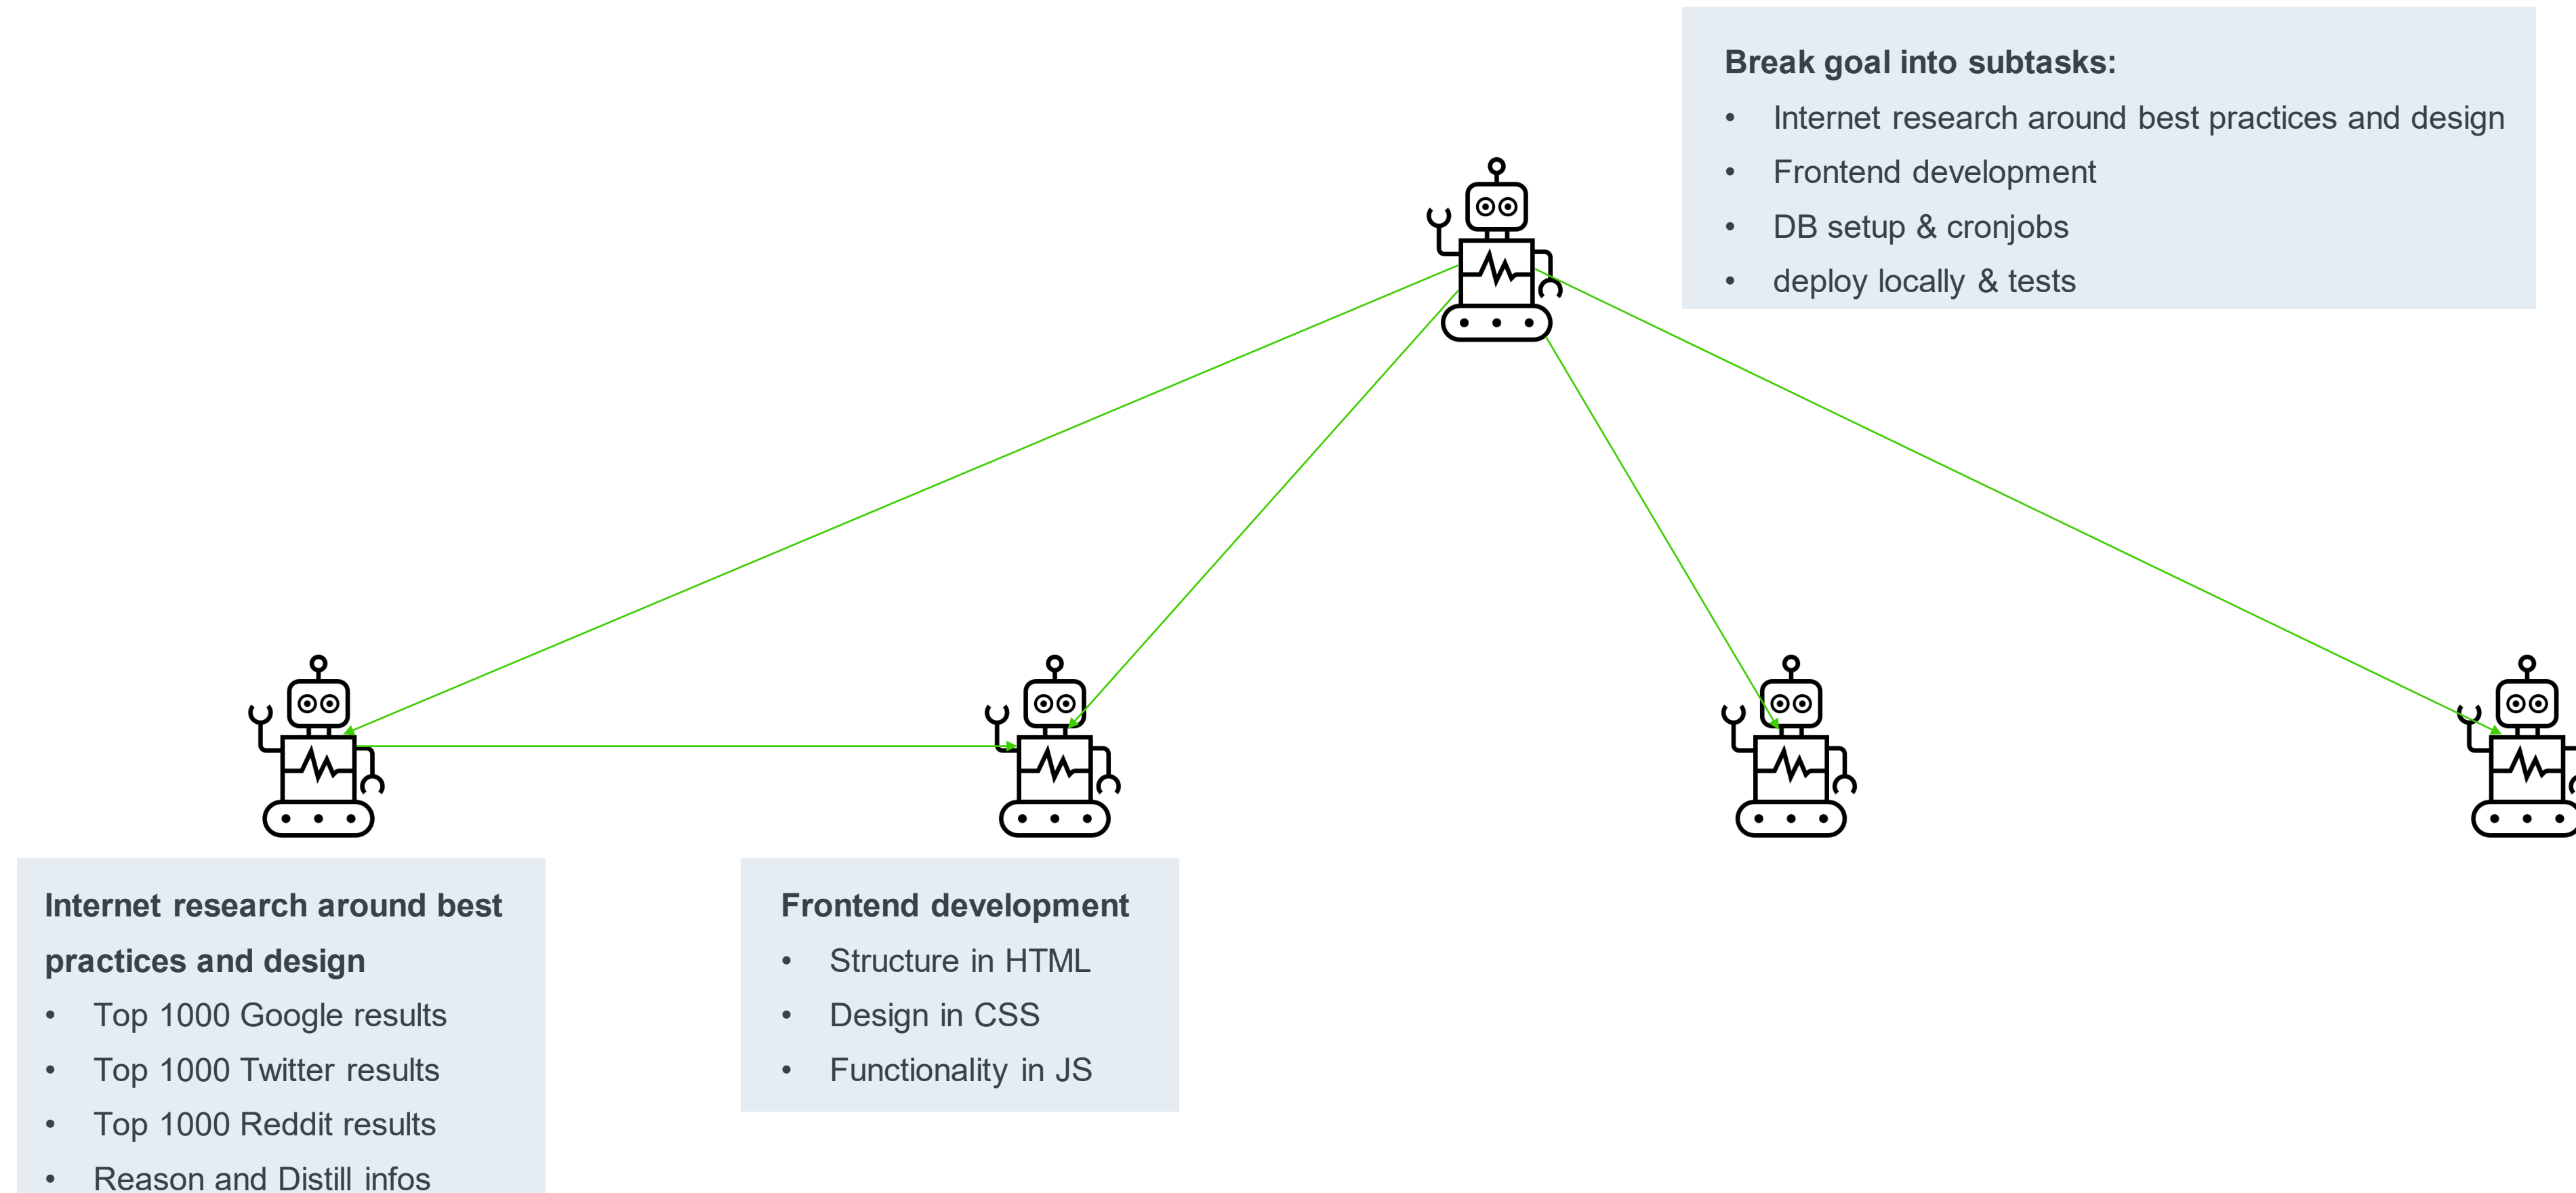 Break goal into subtasks:
• Internet research around best practices and design
• Frontend development
• DB setup & cronjobs
• deploy locally & tests
Internet research around best
practices and design
• Top 1000 Google results
• Top 1000 Twitter results
• Top 1000 Reddit results
• Reason and Distill infos
Frontend development
• Structure in HTML
• Design in CSS
• Functionality in JS